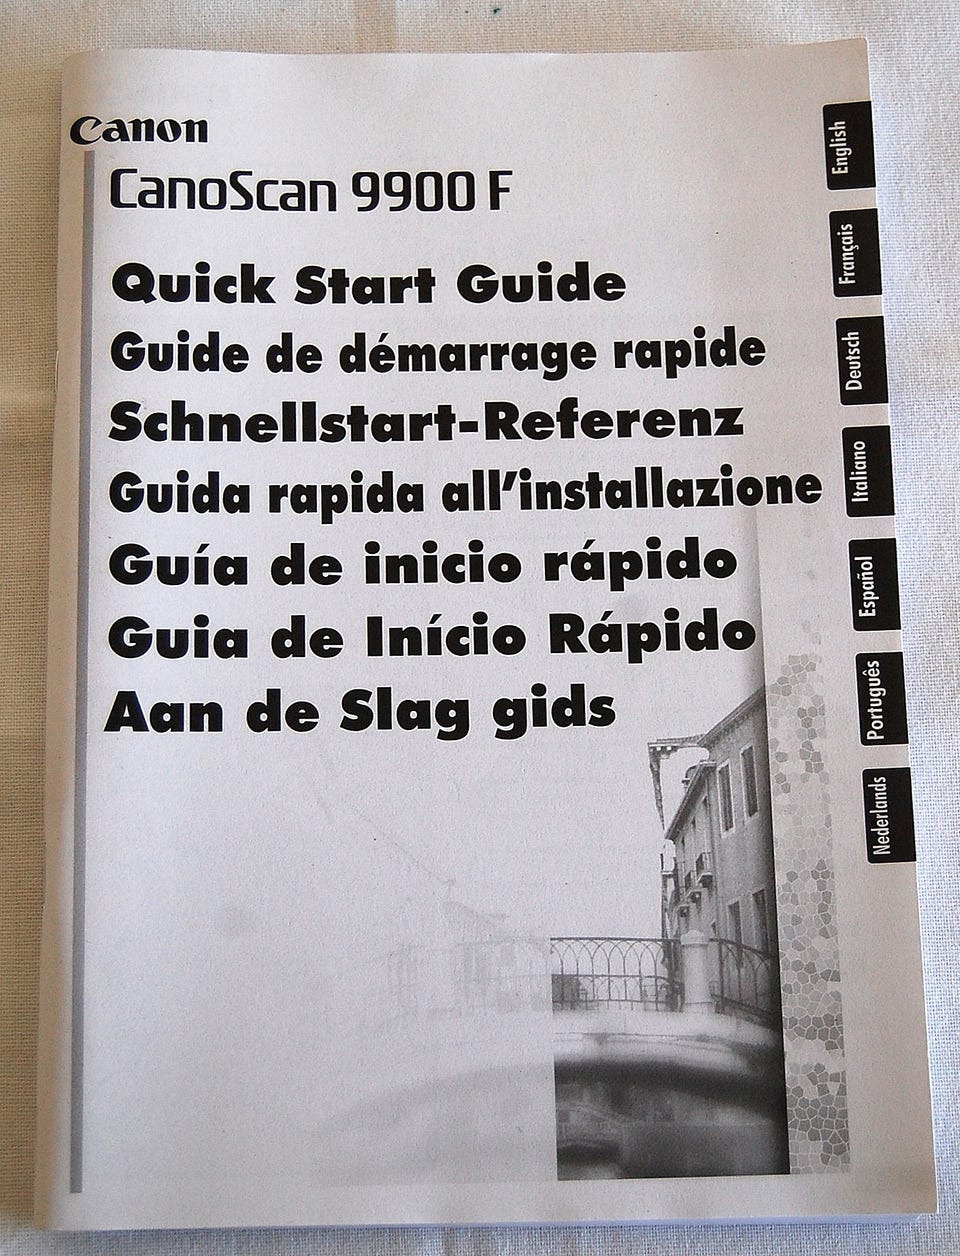 Canon
CanoScan 9900 F
Quick Start Guide
Guide de démarrage rapide
Schnellstart-Referenz
Guida rapida all'installazione
Guía de inicio rápido
Guia de Início Rápido
Aan de Slag gids
English
Français
Deutsch
Italiano
Español
Português
Nederlands